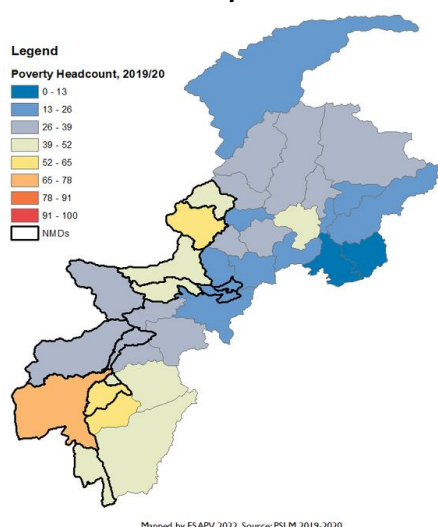 Legend
Poverty Headcount, 2019/20
0 - 13
13 - 26
26 - 39
39 - 52
52 - 65
65 - 78
78 - 91
91 - 100
NMDs
Mapped by ESAPV, 2022, Source: PSLM 2019-2020